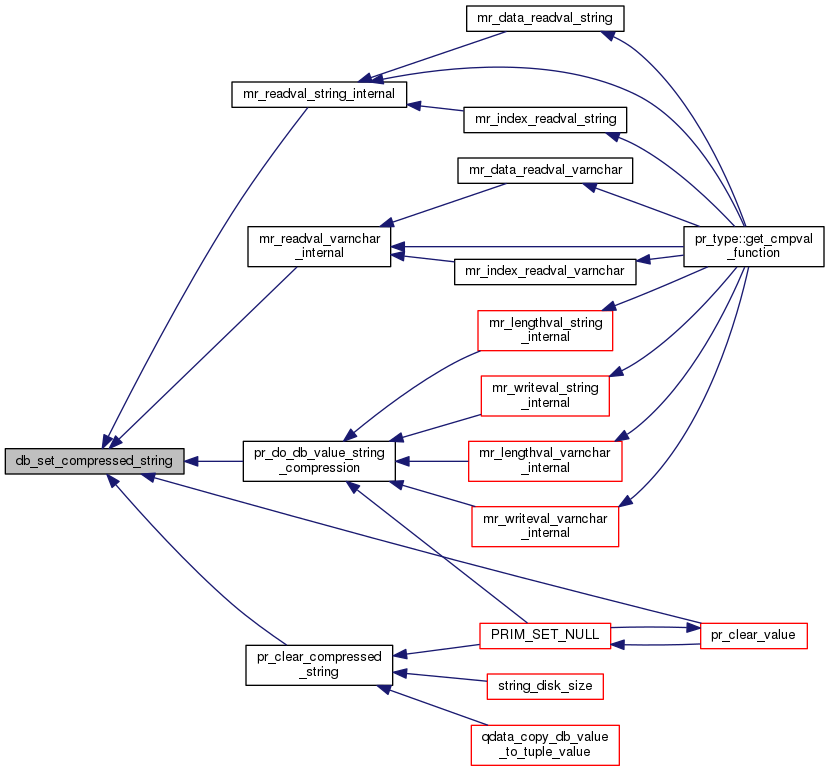 mr_data_readval_string
mr_readval_string_internal
mr_index_readval_string
mr_data_readval_varnchar
mr_readval_varnchar
_internal
pr_type::get_cmpval
_function
mr_index_readval_varnchar
mr_lengthval_string
_internal
mr_writeval_string
_internal
db_set_compressed_string
pr_do_db_value_string
_compression
mr_lengthval_varnchar
_internal
mr_writeval_varnchar
_internal
PRIM_SET_NULL
pr_clear_value
pr_clear_compressed
_string
string_disk_size
qdata_copy_db_value
_to_tuple_value